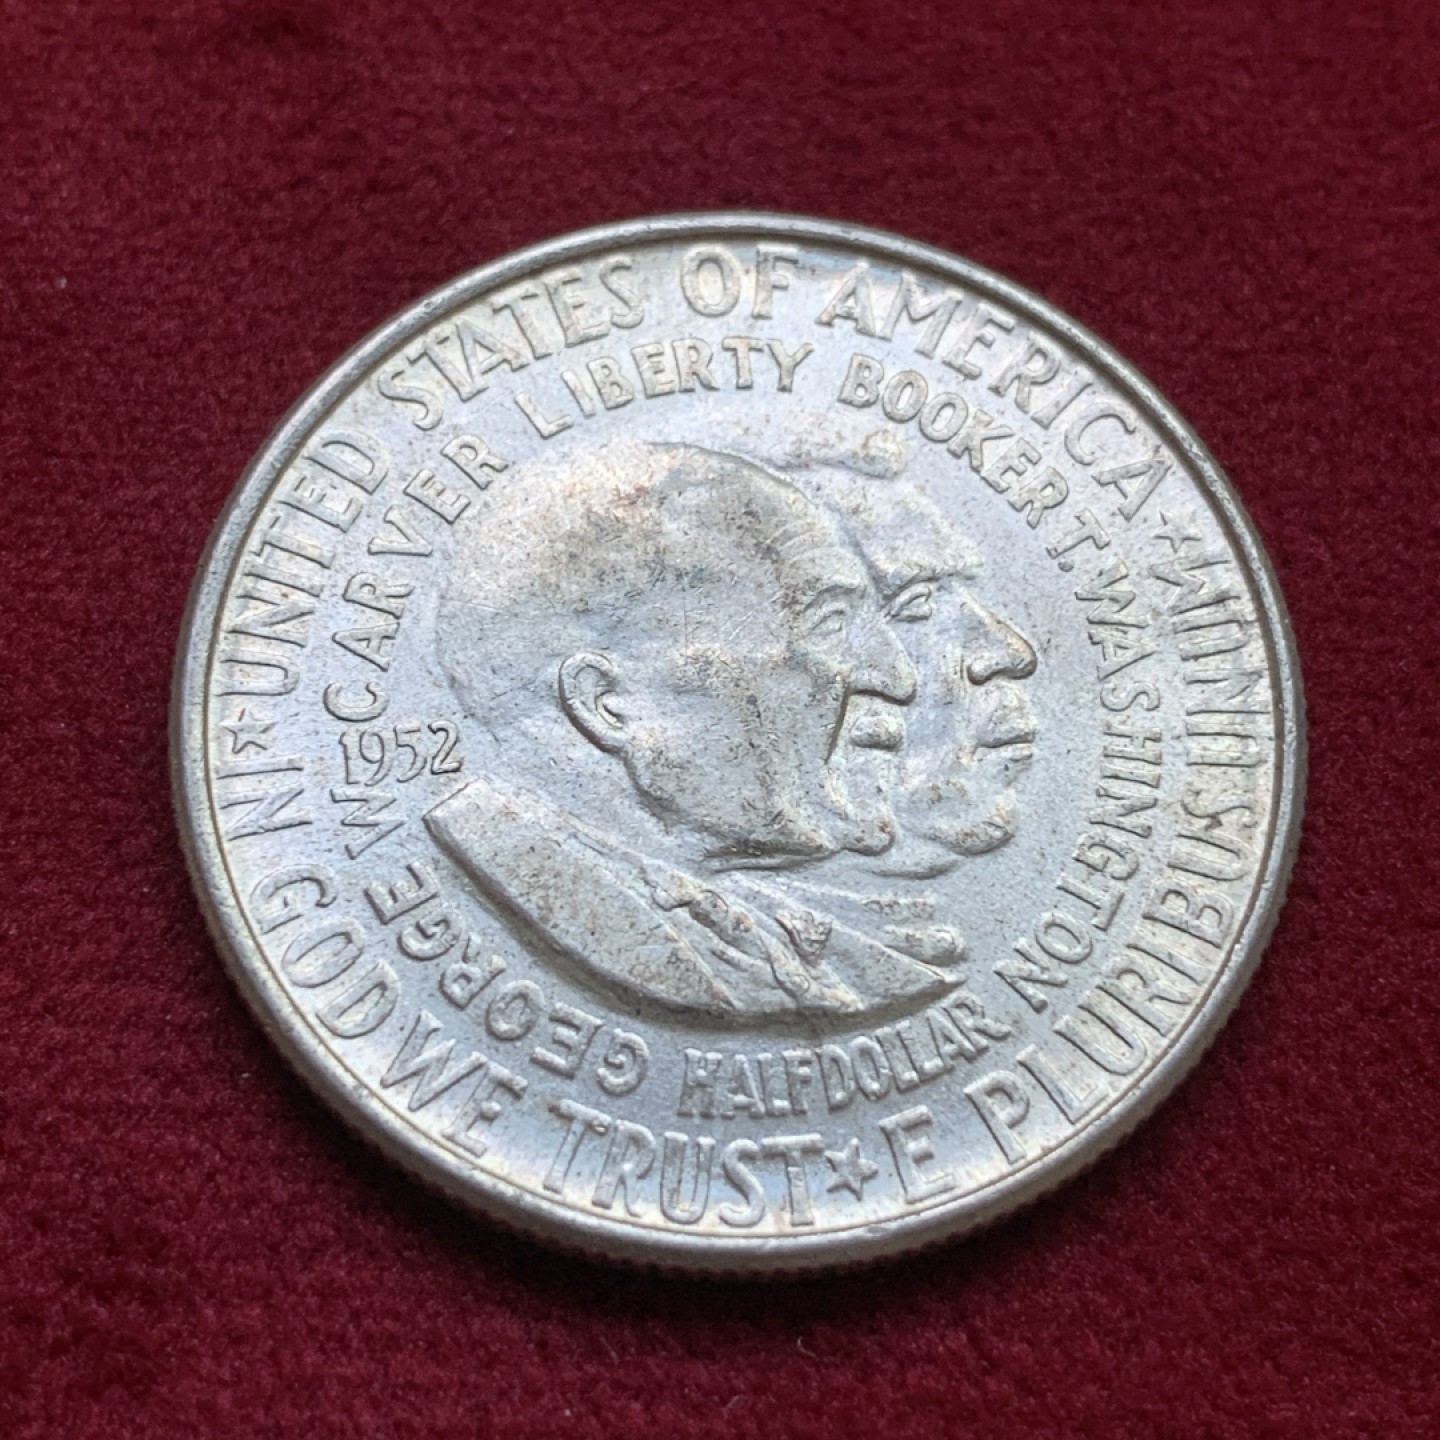 ★ UNITED STATES OF AMERICA ★
E PLURIBUS UNUM
★ IN GOD WE TRUST
GEORGE W. CARVER
LIBERTY
BOOKER T. WASHINGTON
1952
HALF DOLLAR